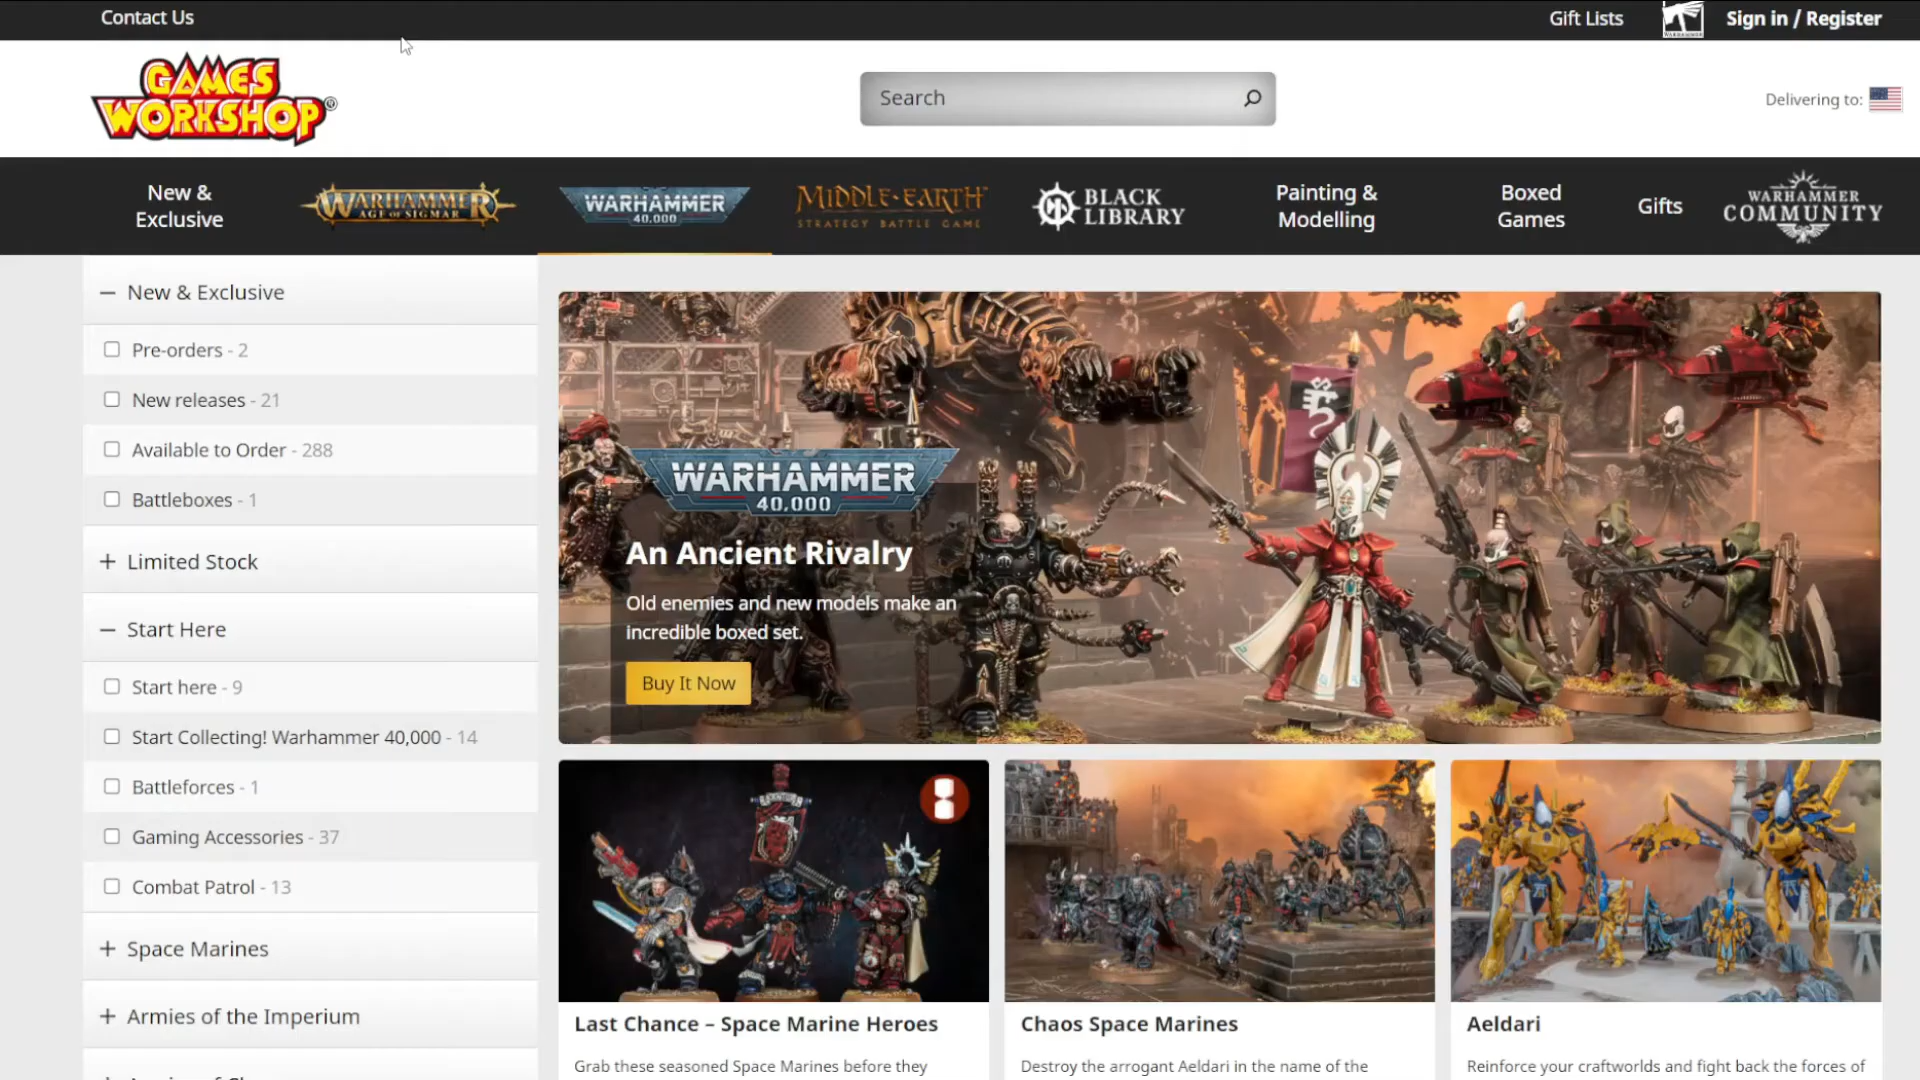 Contact Us
Gift Lists
WARHAMMER
Sign in / Register
GAMES
WORKSHOP®
Search
Delivering to:
New &
Exclusive
WARHAMMER
AGE OF SIGMAR
WARHAMMER
40,000
MIDDLE-EARTH
STRATEGY BATTLE GAME
BLACK
LIBRARY
Painting &
Modelling
Boxed
Games
Gifts
WARHAMMER
COMMUNITY
New & Exclusive
Pre-orders - 2
New releases - 21
Available to Order - 288
Battleboxes - 1
Limited Stock
Start Here
Start here - 9
Start Collecting! Warhammer 40,000 - 14
Battleforces - 1
Gaming Accessories - 37
Combat Patrol - 13
Space Marines
Armies of the Imperium
WARHAMMER
40,000
An Ancient Rivalry
Old enemies and new models make an
incredible boxed set.
Buy It Now
Last Chance – Space Marine Heroes
Grab these seasoned Space Marines before they
Chaos Space Marines
Destroy the arrogant Aeldari in the name of the
Aeldari
Reinforce your craftworlds and fight back the forces of